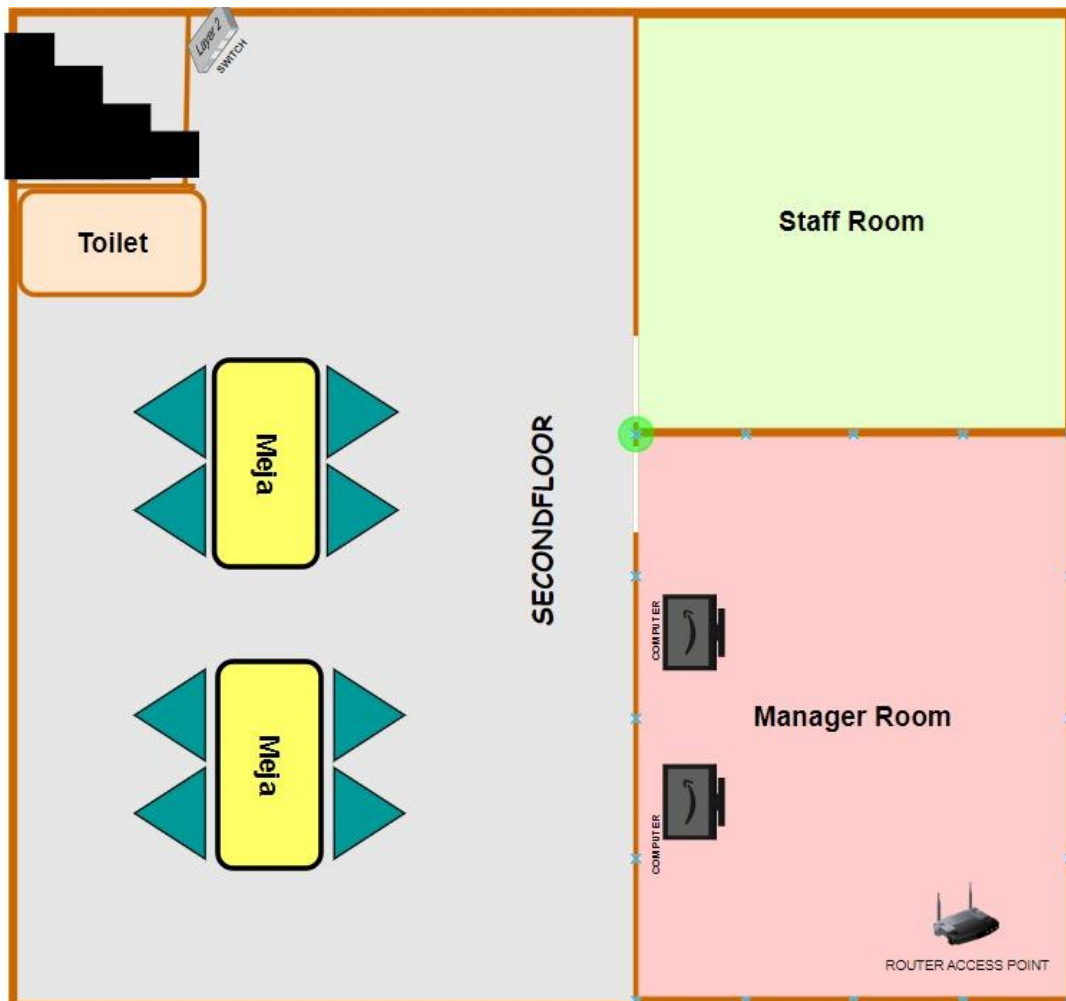 Layer 2
SWITCH
Toilet
Staff Room
Meja
SECONDFLOOR
COMPUTER
Manager Room
Meja
COMPUTER
ROUTER ACCESS POINT